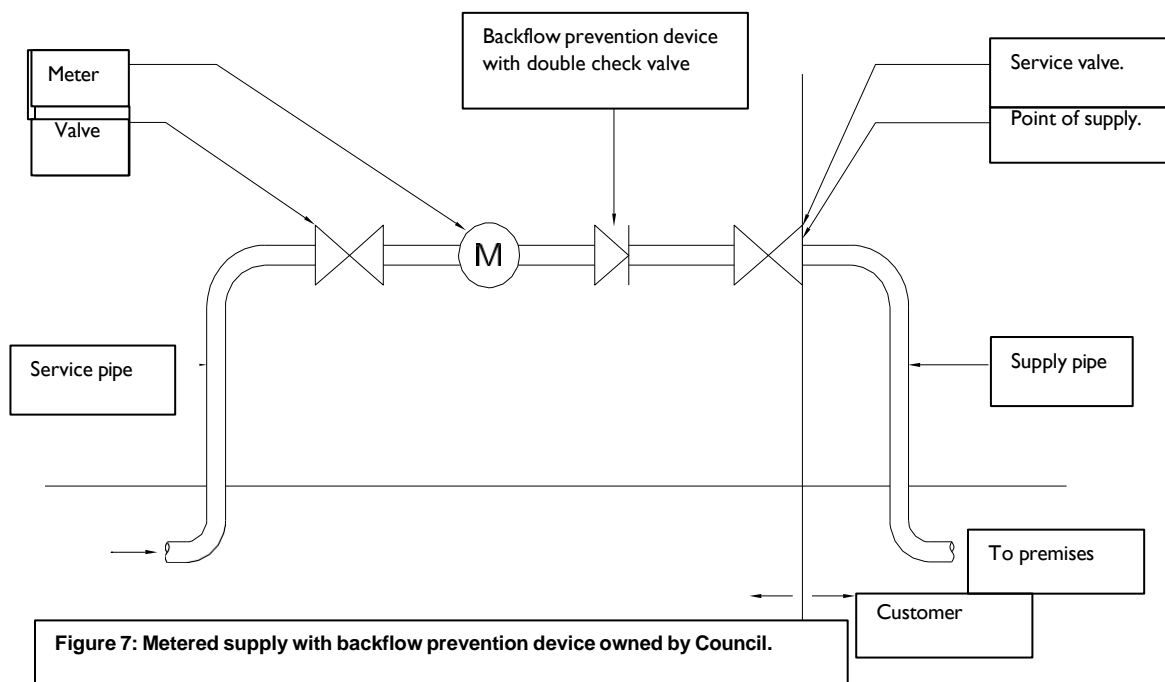 Meter
Valve
Backflow prevention device
with double check valve
Service valve.
Point of supply.
M
Service pipe
Supply pipe
To premises
Customer
Figure 7: Metered supply with backflow prevention device owned by Council.